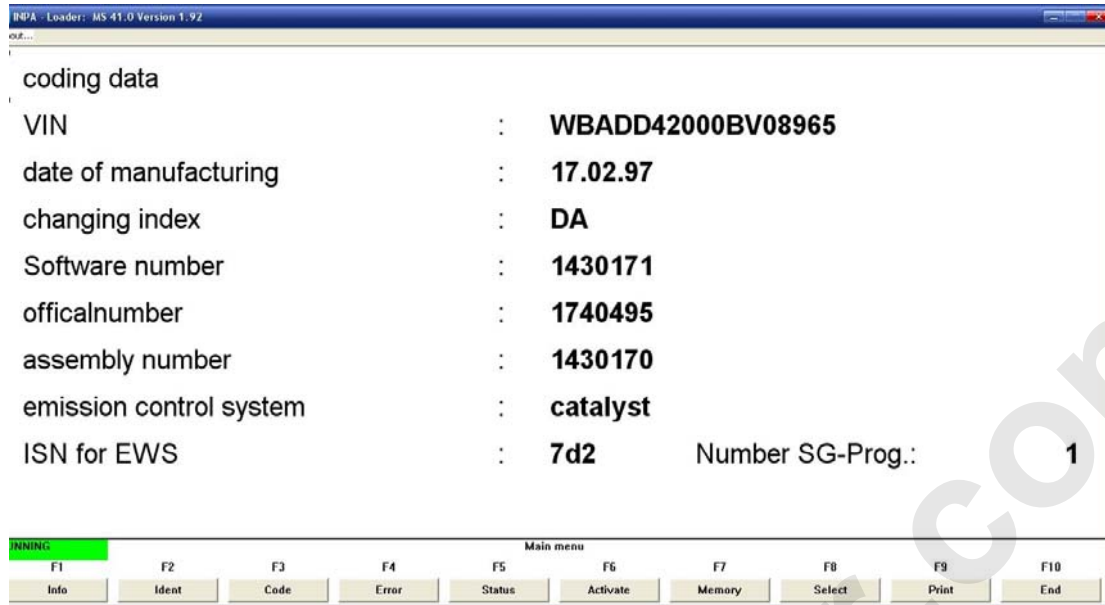 INPA - Loader: MS 41.0 Version 1.92
out...
coding data
VIN : WBADD42000BV08965
date of manufacturing : 17.02.97
changing index : DA
Software number : 1430171
officalnumber : 1740495
assembly number : 1430170
emission control system : catalyst
ISN for EWS : 7d2 Number SG-Prog.: 1
UNNING Main menu
F1 F2 F3 F4 F5 F6 F7 F8 F9 F10
Info Ident Code Error Status Activate Memory Select Print End